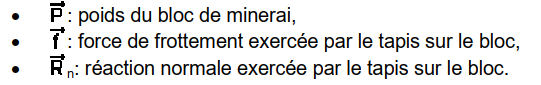 • P⃗ : poids du bloc de minerai,
• f⃗ : force de frottement exercée par le tapis sur le bloc,
• R⃗ n: réaction normale exercée par le tapis sur le bloc.